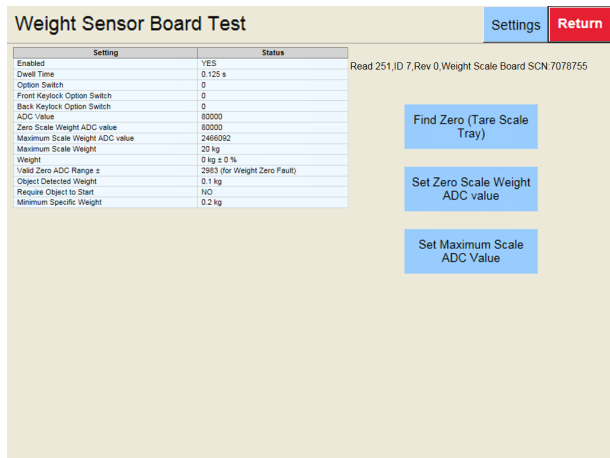 Weight Sensor Board Test
Settings
Return
Setting Status
Enabled YES
Dwell Time 0.125 s
Option Switch 0
Front Keylock Option Switch 0
Back Keylock Option Switch 0
ADC Value 80000
Zero Scale Weight ADC value 80000
Maximum Scale Weight ADC value 2466092
Maximum Scale Weight 20 kg
Weight 0 kg ± 0 %
Valid Zero ADC Range ± 2983 (for Weight Zero Fault)
Object Detected Weight 0.1 kg
Require Object to Start NO
Minimum Specific Weight 0.2 kg
Read 251,ID 7,Rev 0,Weight Scale Board SCN:7078755
Find Zero (Tare Scale
Tray)
Set Zero Scale Weight
ADC value
Set Maximum Scale
ADC Value